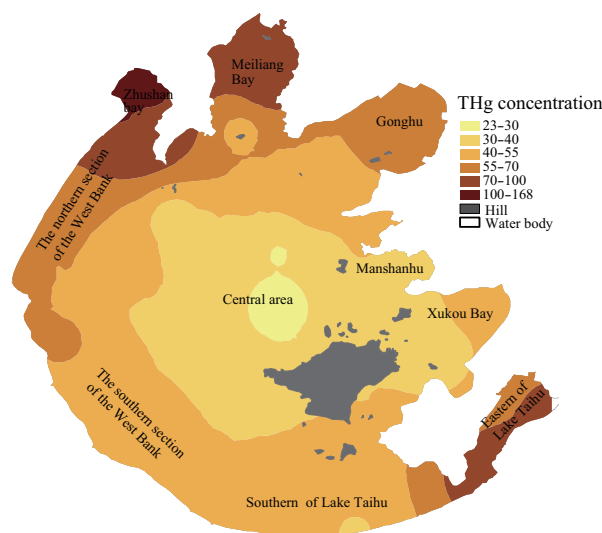 Meiliang
Bay
Zhushan
bay
Gonghu
THg concentration
23-30
30-40
40-55
55-70
70-100
100-168
Hill
Water body
The northern section
of the West Bank
Manshanhu
Central area
Xukou Bay
The southern section
of the West Bank
Eastern of
Lake Taihu
Southern of Lake Taihu